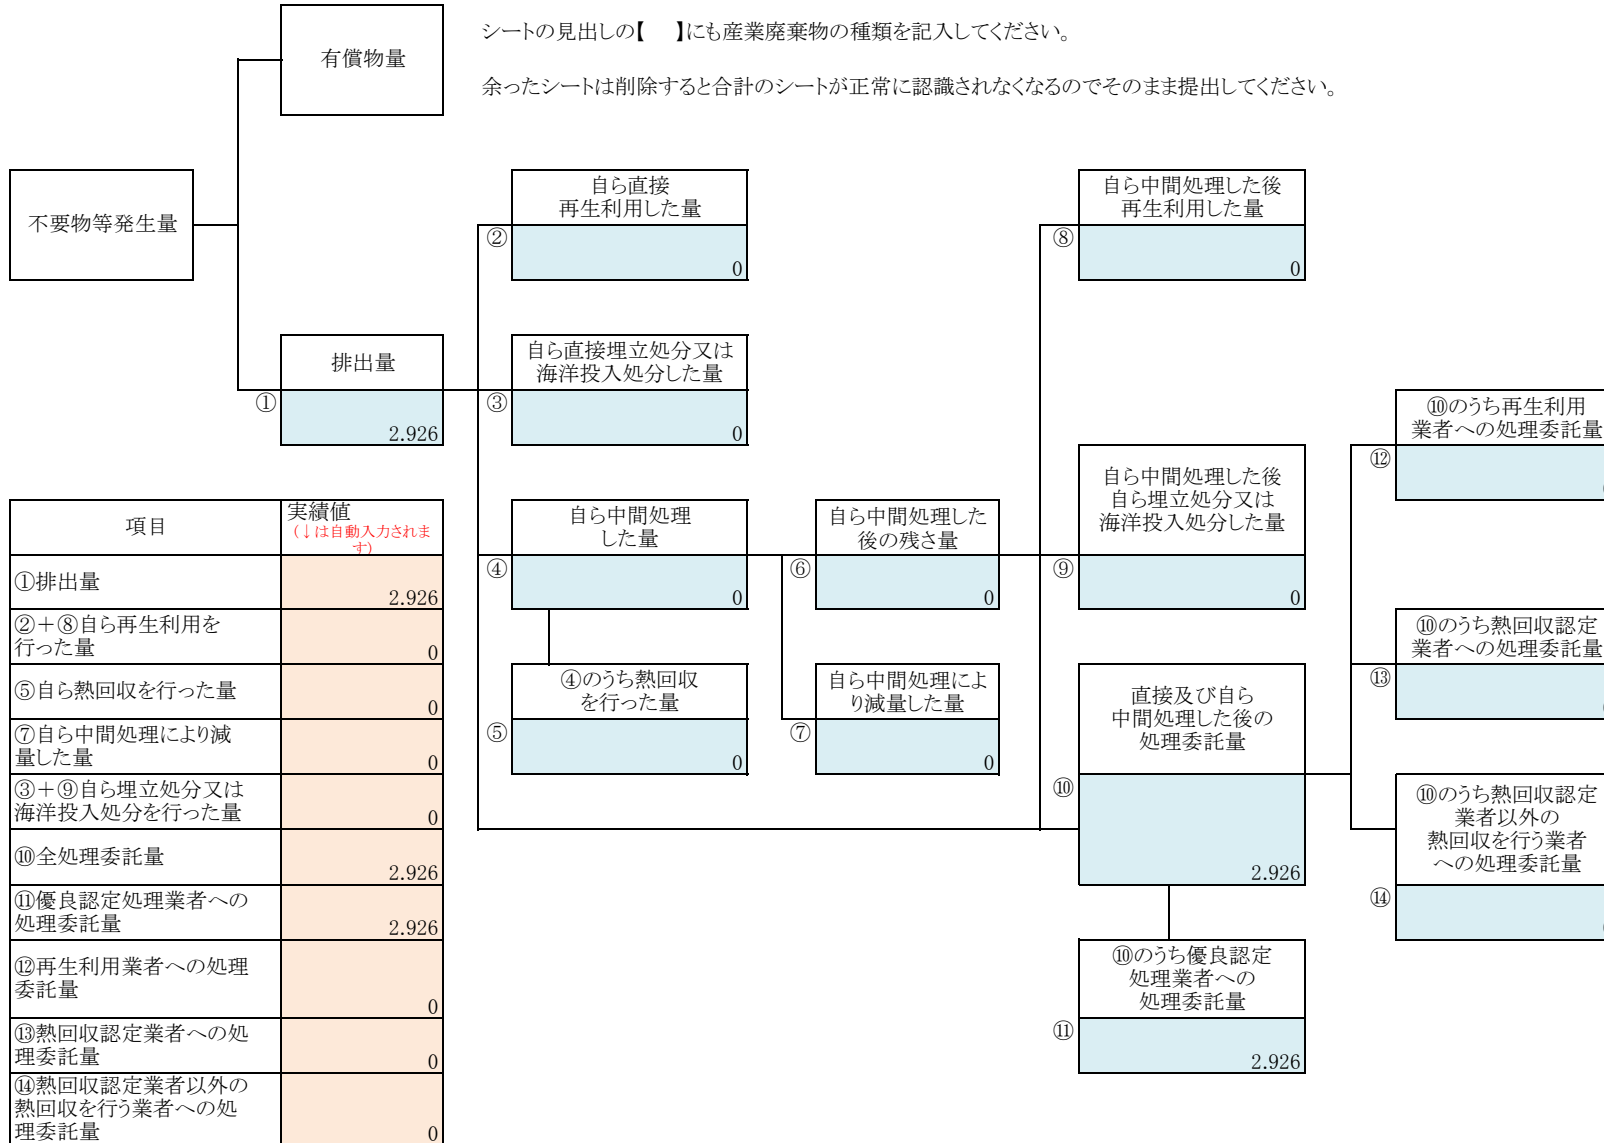 シートの見出しの【　】にも産業廃棄物の種類を記入してください。
有償物量
余ったシートは削除すると合計のシートが正常に認識されなくなるのでそのまま提出してください。
不要物等発生量
自ら直接
再生利用した量
②
0
自ら中間処理した後
再生利用した量
⑧
0
排出量
①
2.926
自ら直接埋立処分又は
海洋投入処分した量
③
0
⑩のうち再生利用
業者への処理委託量
⑫
自ら中間処理
した量
④
0
自ら中間処理した
後の残さ量
⑥
0
自ら中間処理した後
自ら埋立処分又は
海洋投入処分した量
⑨
0
⑩のうち熱回収認定
業者への処理委託量
⑬
④のうち熱回収
を行った量
⑤
0
自ら中間処理によ
り減量した量
⑦
0
直接及び自ら
中間処理した後の
処理委託量
⑩
2.926
⑩のうち熱回収認定
業者以外の
熱回収を行う業者
への処理委託量
⑭
⑩のうち優良認定
処理業者への
処理委託量
⑪
2.926
項目
実績値
(↓は自動入力されま
す)
①排出量
2.926
②＋⑧自ら再生利用を
行った量
0
⑤自ら熱回収を行った量
0
⑦自ら中間処理により減
量した量
0
③＋⑨自ら埋立処分又は
海洋投入処分を行った量
0
⑩全処理委託量
2.926
⑪優良認定処理業者への
処理委託量
2.926
⑫再生利用業者への処理
委託量
0
⑬熱回収認定業者への処
理委託量
0
⑭熱回収認定業者以外の
熱回収を行う業者への処
理委託量
0